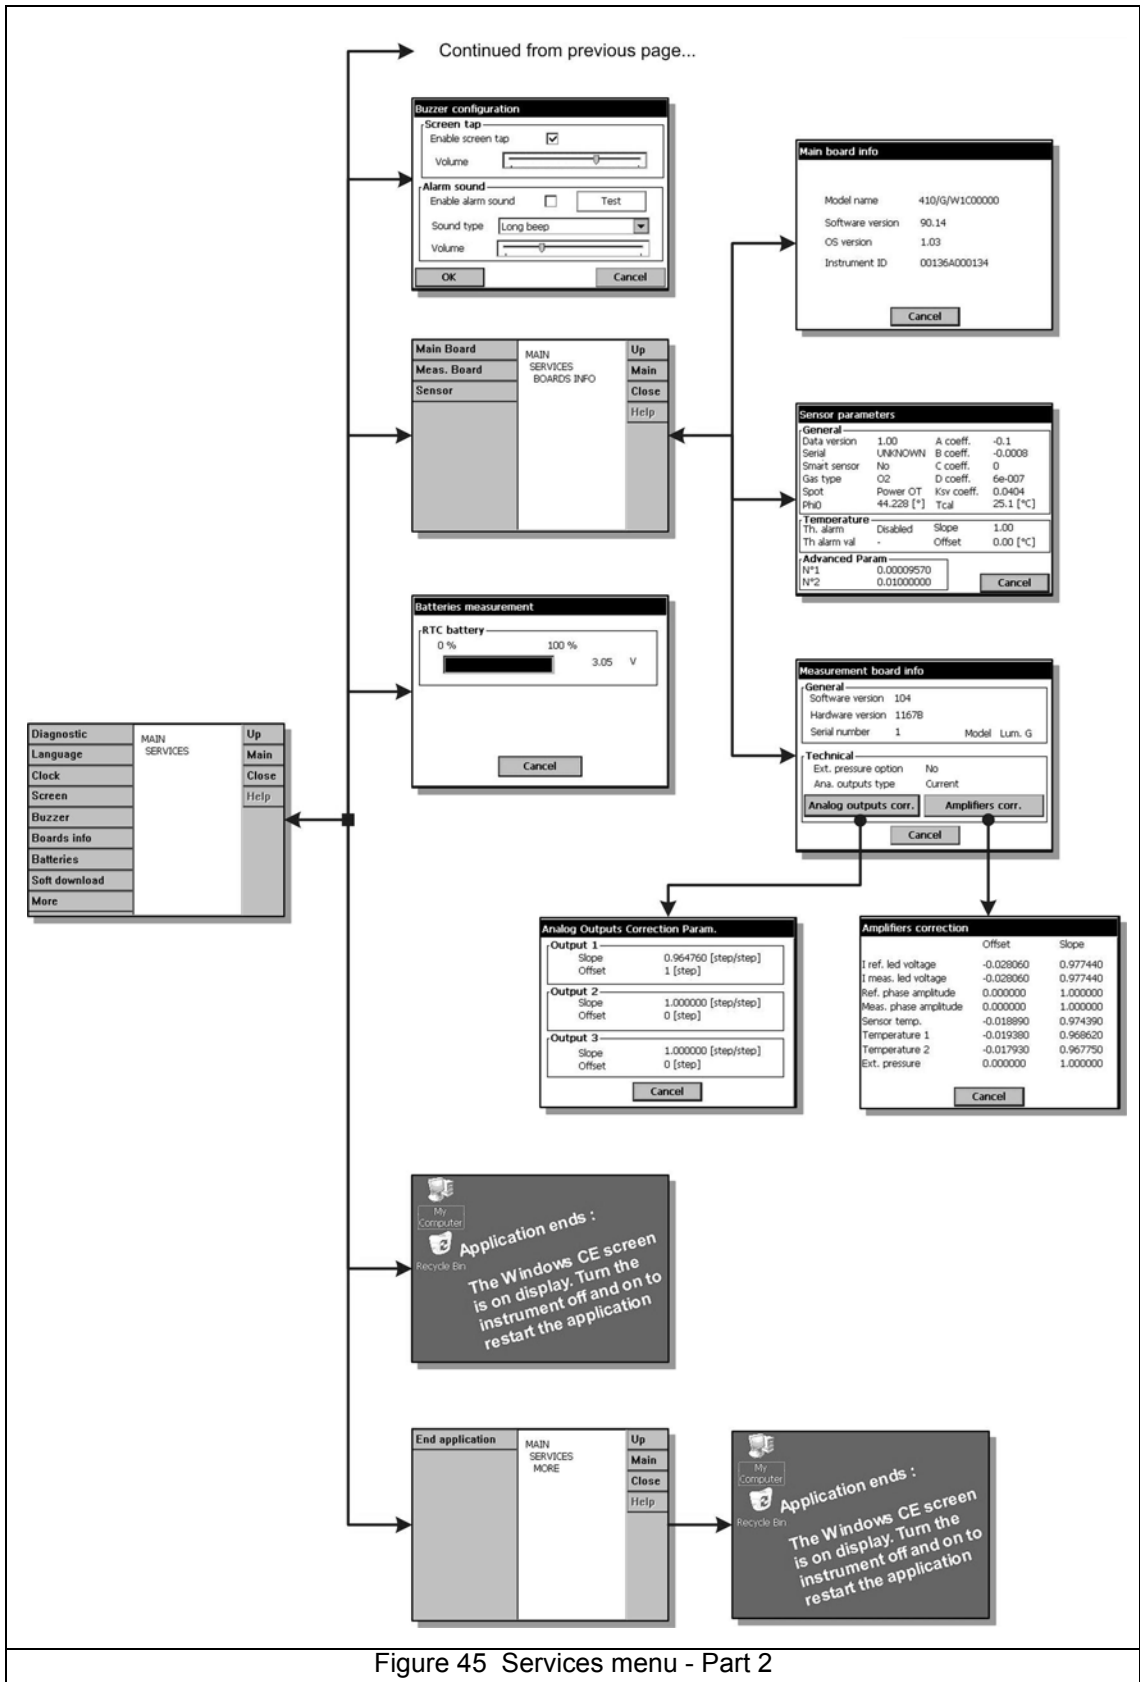 Continued from previous page...
Buzzer configuration
Screen tap
Enable screen tap
Volume
Alarm sound
Enable alarm sound
Test
Sound type
Long beep
Volume
OK
Cancel
Main board info
Model name 410/G/W1C00000
Software version 90.14
OS version 1.03
Instrument ID 00136A000134
Cancel
Main Board
Meas. Board
Sensor
MAIN
SERVICES
BOARDS INFO
Up
Main
Close
Help
Sensor parameters
General
Data version 1.00 A coeff. -0.1
Serial UNKNOWN B coeff. -0.0008
Smart sensor No C coeff. 0
Gas type O2 D coeff. 6e-007
Spot Power OT Ksv coeff. 0.0404
Phi0 44.228 [°] Tcal 25.1 [°C]
Temperature
Th. alarm Disabled Slope 1.00
Th alarm val - Offset 0.00 [°C]
Advanced Param
N°1 0.00009570
N°2 0.01000000
Cancel
Batteries measurement
RTC battery
0 % 100 %
3.05 V
Cancel
Measurement board info
General
Software version 104
Hardware version 1167B
Serial number 1 Model Lum. G
Technical
Ext. pressure option No
Ana. outputs type Current
Analog outputs corr.
Amplifiers corr.
Cancel
Diagnostic
Language
Clock
Screen
Buzzer
Boards info
Batteries
Soft download
More
MAIN
SERVICES
Up
Main
Close
Help
Analog Outputs Correction Param.
Output 1
Slope 0.964760 [step/step]
Offset 1 [step]
Output 2
Slope 1.000000 [step/step]
Offset 0 [step]
Output 3
Slope 1.000000 [step/step]
Offset 0 [step]
Cancel
Amplifiers correction
Offset Slope
I ref. led voltage -0.028060 0.977440
I meas. led voltage -0.028060 0.977440
Ref. phase amplitude 0.000000 1.000000
Meas. phase amplitude 0.000000 1.000000
Sensor temp. -0.018890 0.974390
Temperature 1 -0.019380 0.968620
Temperature 2 -0.017930 0.967750
Ext. pressure 0.000000 1.000000
Cancel
My
Computer
Recycle Bin
Application ends :
The Windows CE screen
is on display. Turn the
instrument off and on to
restart the application
End application
MAIN
SERVICES
MORE
Up
Main
Close
Help
My
Computer
Recycle Bin
Application ends :
The Windows CE screen
is on display. Turn the
instrument off and on to
restart the application
Figure 45 Services menu - Part 2